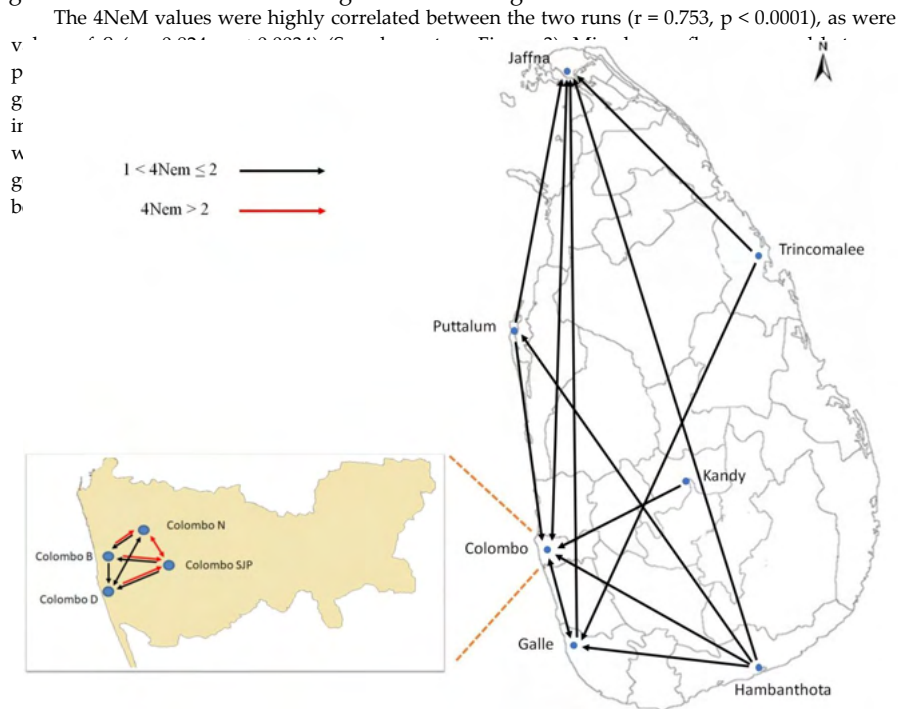 The 4NeM values were highly correlated between the two runs (r = 0.753, p < 0.0001), as were
N
Jaffna
1 < 4Nem ≤ 2
4Nem > 2
Trincomalee
Puttalum
Kandy
Colombo N
Colombo B
Colombo SJP
Colombo D
Colombo
Galle
Hambanthota